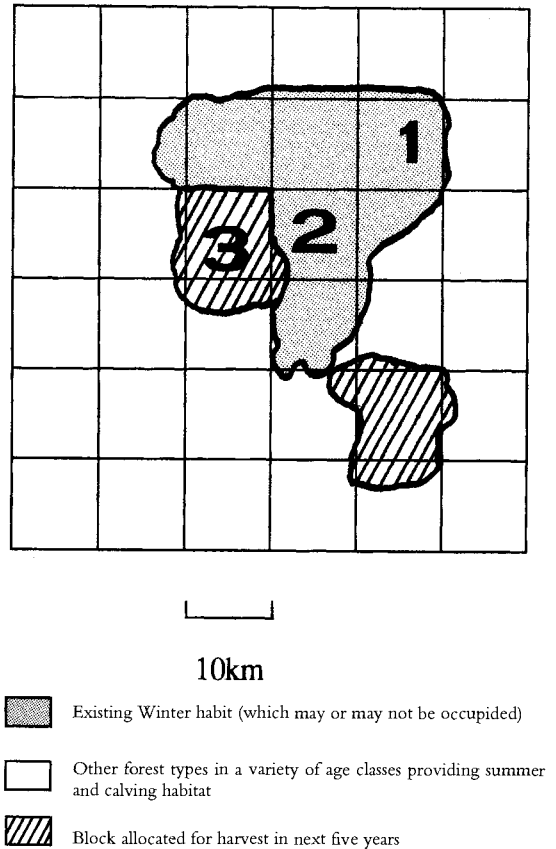 1
2
3
10km
Existing Winter habit (which may or may not be occupided)
Other forest types in a variety of age classes providing summer
and calving habitat
Block allocated for harvest in next five years